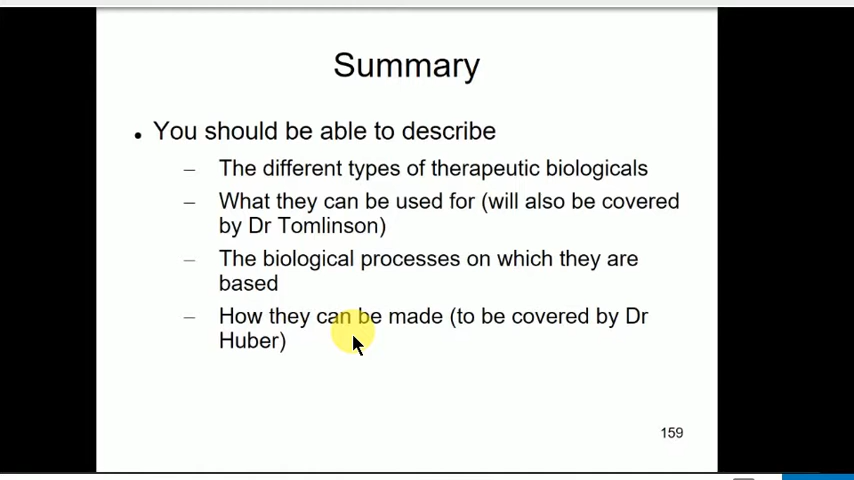 Summary
• You should be able to describe
– The different types of therapeutic biologicals
– What they can be used for (will also be covered
by Dr Tomlinson)
– The biological processes on which they are
based
– How they can be made (to be covered by Dr
Huber)
159